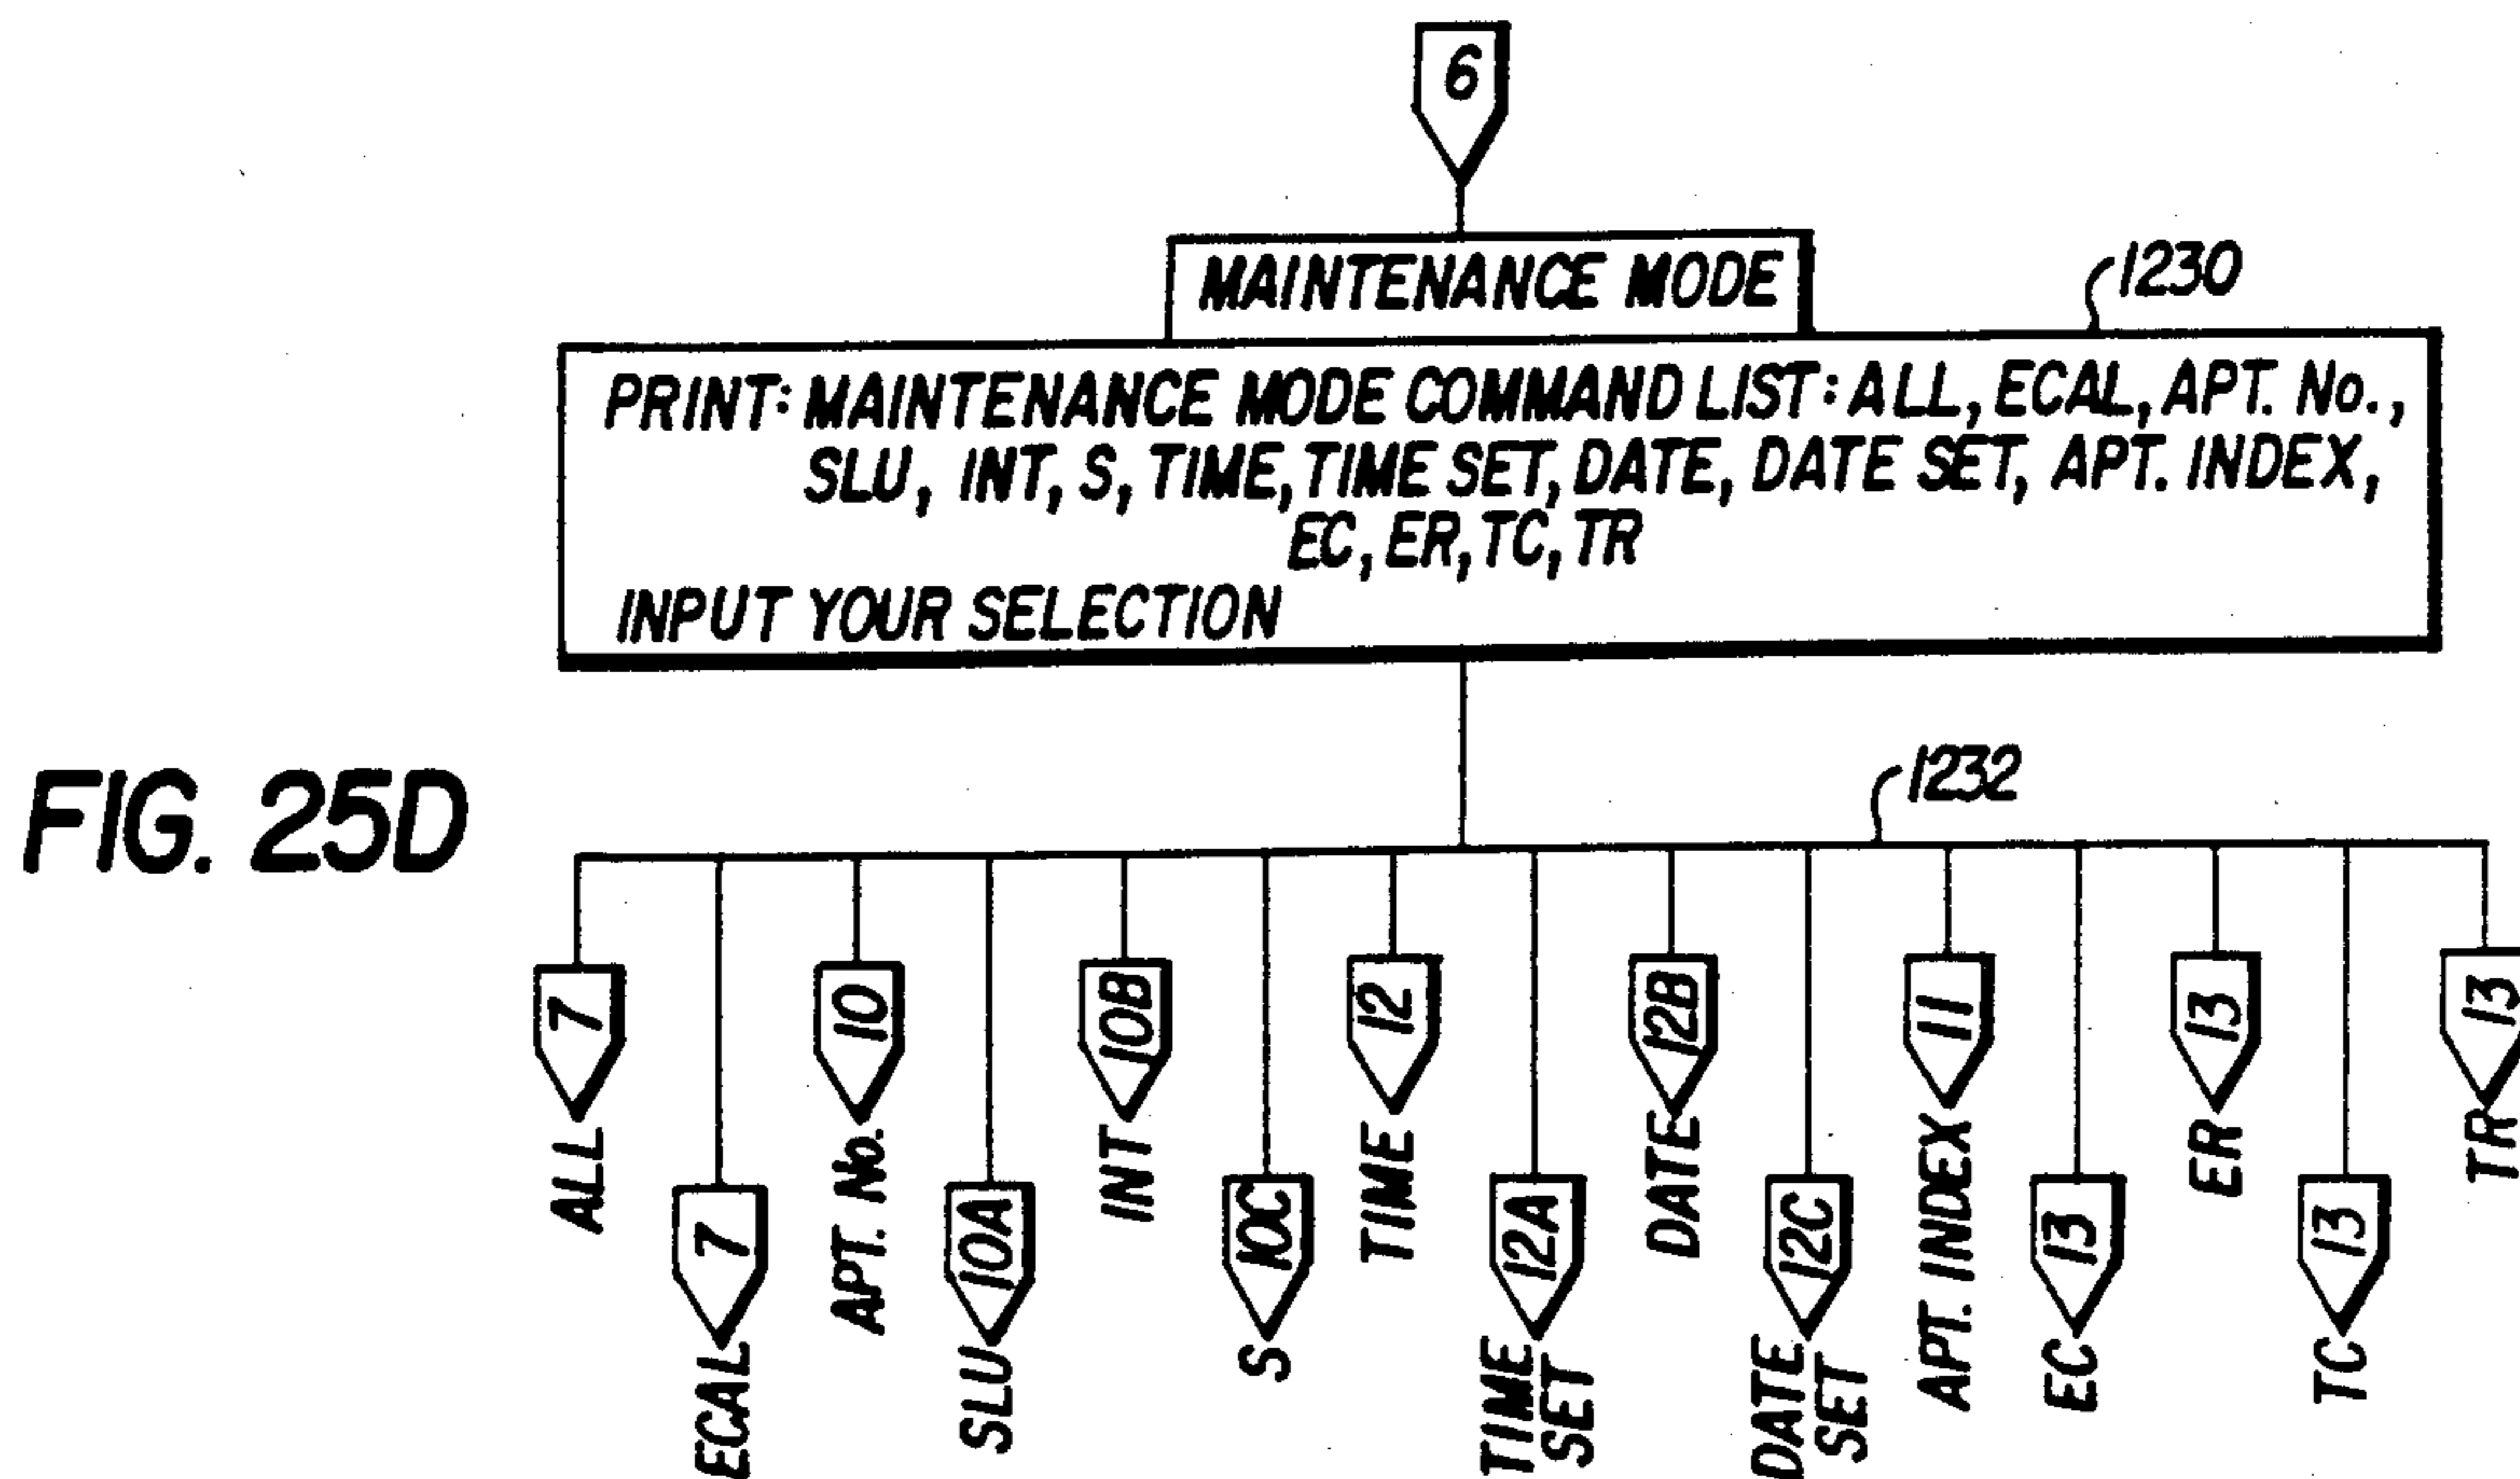 6
MAINTENANCE MODE
1230
PRINT: MAINTENANCE MODE COMMAND LIST: ALL, ECAL, APT. No.,
SLU, INT, S, TIME, TIME SET, DATE, DATE SET, APT. INDEX,
EC, ER, TC, TR
INPUT YOUR SELECTION
FIG. 25D
1232
7
ALL
7
ECAL
10
APT. No.
10A
SLU
10B
INT
10C
S
12
TIME
12A
TIME
SET
12B
DATE
12C
DATE
SET
11
APT. INDEX
13
EC
13
ER
13
TC
13
TR